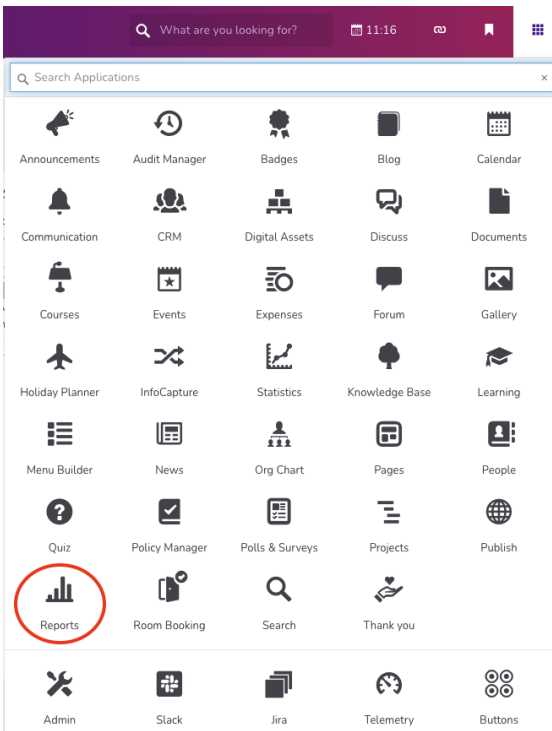 What are you looking for?
11:16
Search Applications
×
Announcements Audit Manager Badges Blog Calendar
Communication CRM Digital Assets Discuss Documents
Courses Events Expenses Forum Gallery
Holiday Planner InfoCapture Statistics Knowledge Base Learning
Menu Builder News Org Chart Pages People
Quiz Policy Manager Polls & Surveys Projects Publish
Reports Room Booking Search Thank you
Admin Slack Jira Telemetry Buttons